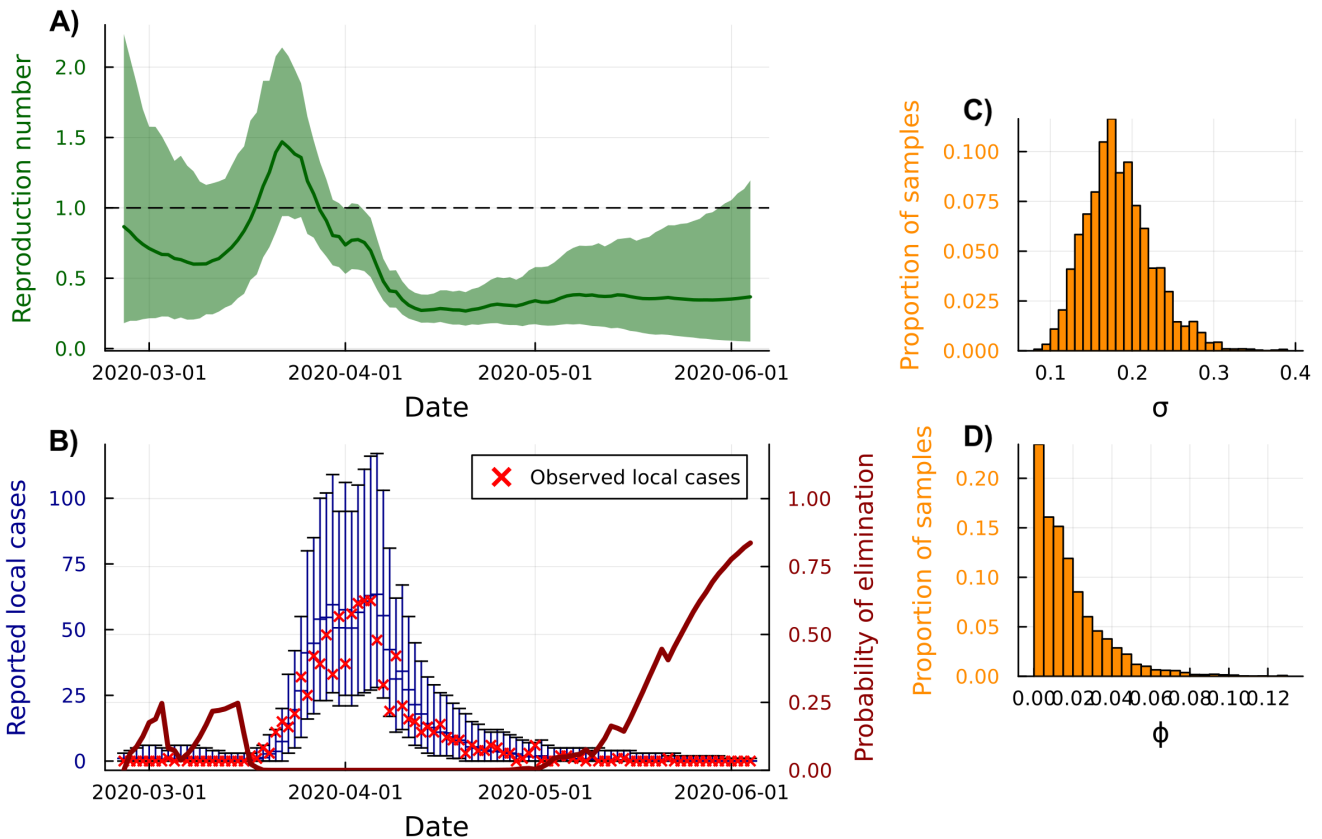 A)
Reproduction number
2.0
1.5
1.0
0.5
0.0
2020-03-01 2020-04-01 2020-05-01 2020-06-01
Date
B)
Reported local cases
100
75
50
25
0
Observed local cases
1.00
0.75
0.50
0.25
0.00
Probability of elimination
2020-03-01 2020-04-01 2020-05-01 2020-06-01
Date
C)
Proportion of samples
0.100
0.075
0.050
0.025
0.000
0.1 0.2 0.3 0.4
σ
D)
Proportion of samples
0.20
0.15
0.10
0.05
0.00
0.00 0.02 0.04 0.06 0.08 0.10 0.12
ϕ